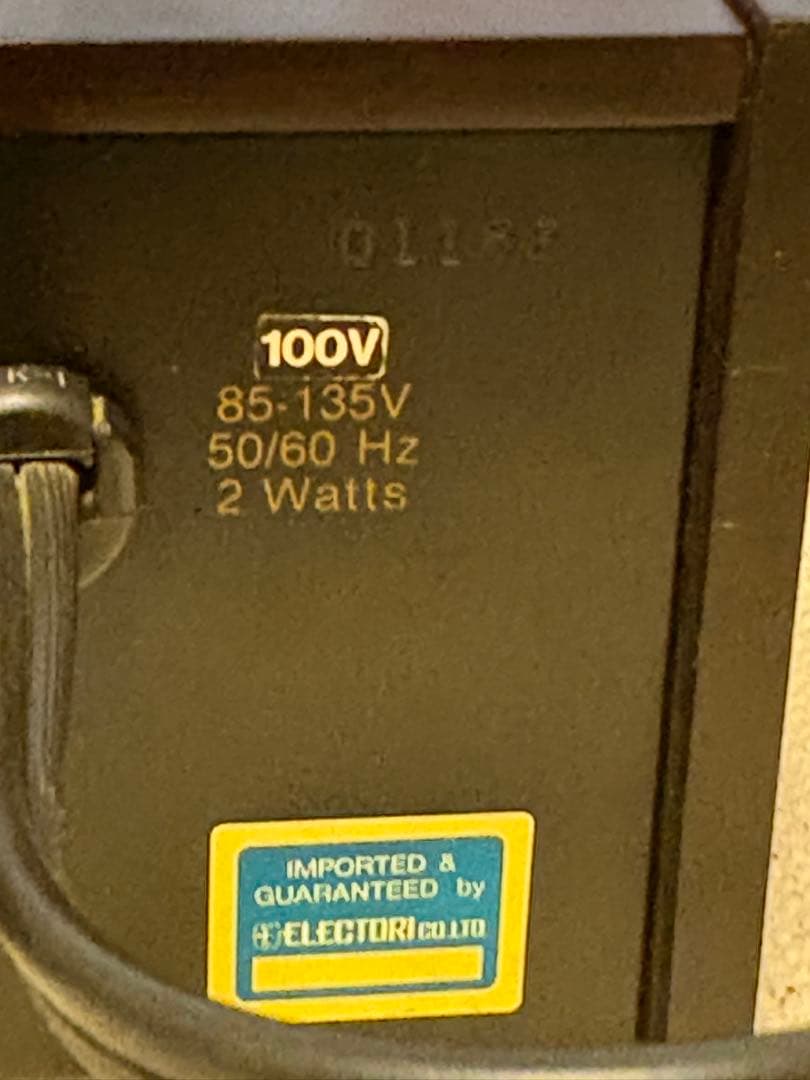 100V
85-135V
50/60 Hz
2 Watts
IMPORTED &
GUARANTEED by
ELECTORI CO.LTD